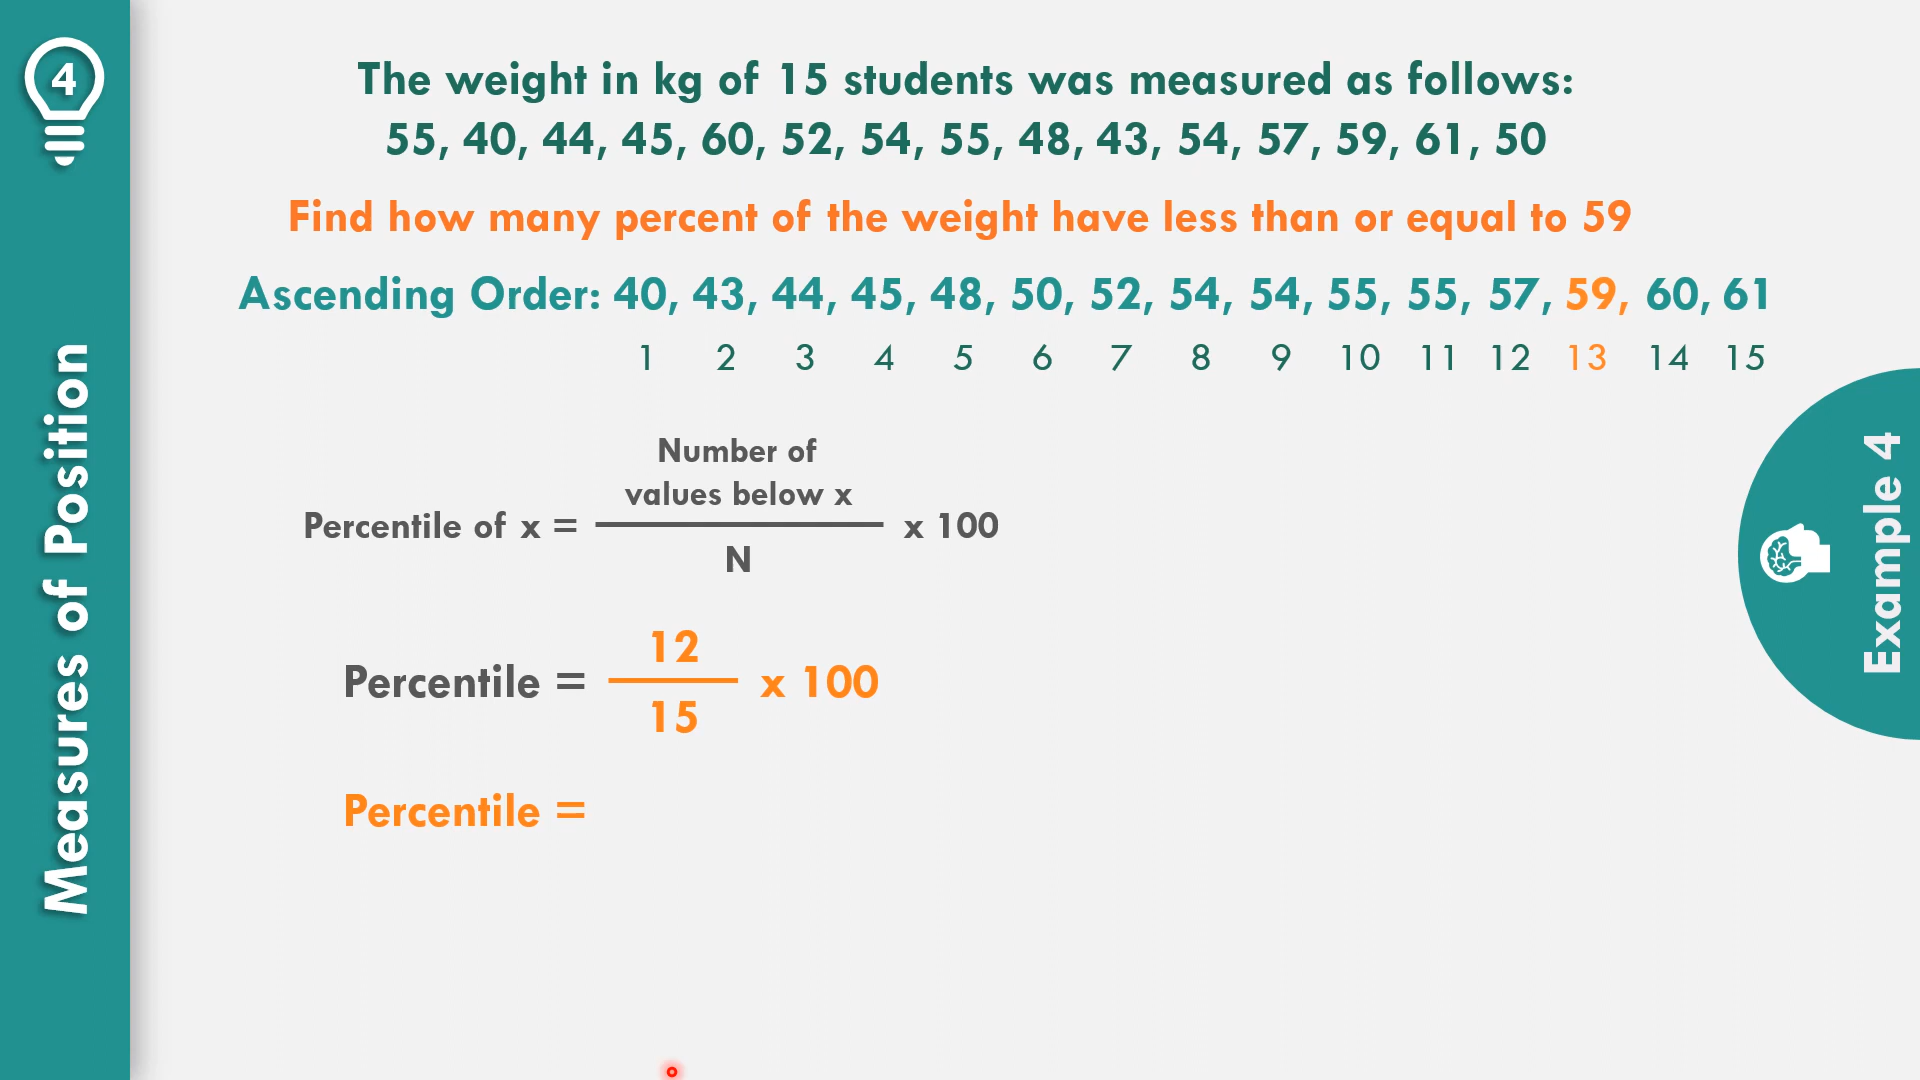 4
Measures of Position
The weight in kg of 15 students was measured as follows:
55, 40, 44, 45, 60, 52, 54, 55, 48, 43, 54, 57, 59, 61, 50
Find how many percent of the weight have less than or equal to 59
Ascending Order: 40, 43, 44, 45, 48, 50, 52, 54, 54, 55, 55, 57, 59, 60, 61
1 2 3 4 5 6 7 8 9 10 11 12 13 14 15
Number of
values below x
Percentile of x = x 100
N
12
Percentile = x 100
15
Percentile =
Example 4